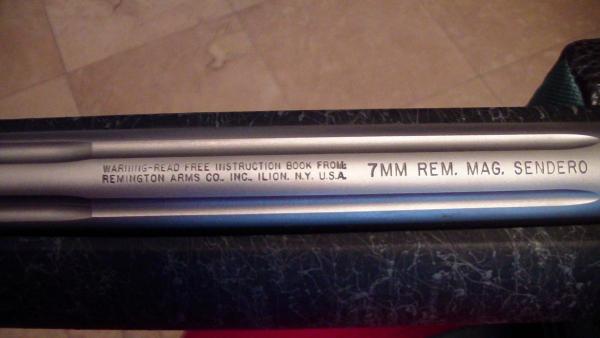 WARNING-READ FREE INSTRUCTION BOOK FROM:
REMINGTON ARMS CO., INC., ILION, N.Y. U.S.A.
7MM REM. MAG. SENDERO